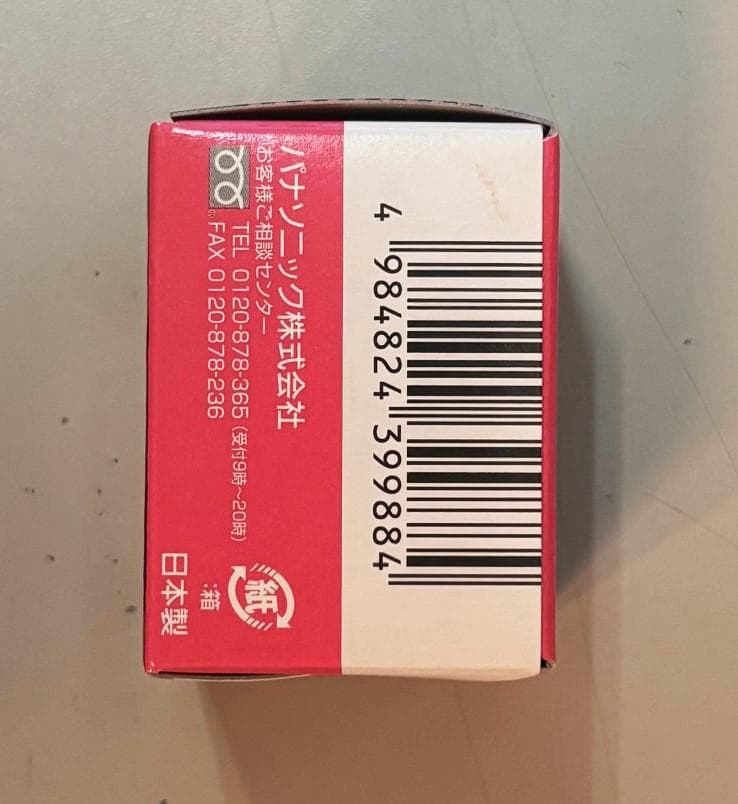 4 984824 399884
パナソニック株式会社
お客様ご相談センター
TEL 0120-878-365 (受付9時〜20時)
FAX 0120-878-236
紙
:箱
日本製